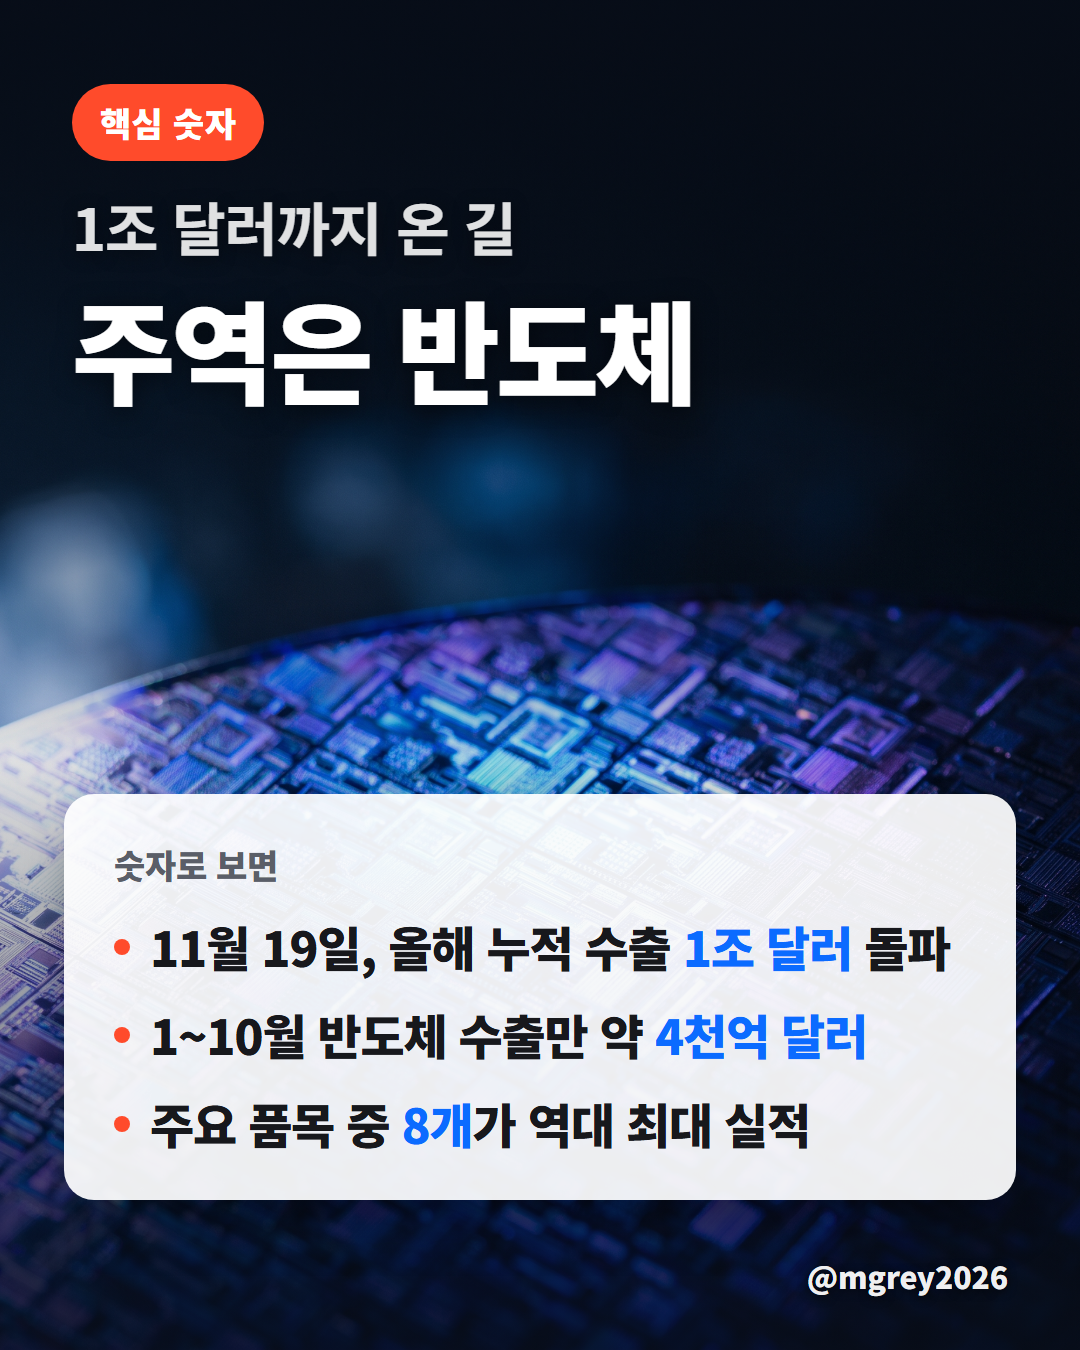 핵심 숫자
1조 달러까지 온 길
주역은 반도체
숫자로 보면
11월 19일, 올해 누적 수출 1조 달러 돌파
1~10월 반도체 수출만 약 4천억 달러
주요 품목 중 8개가 역대 최대 실적
@mgrey2026